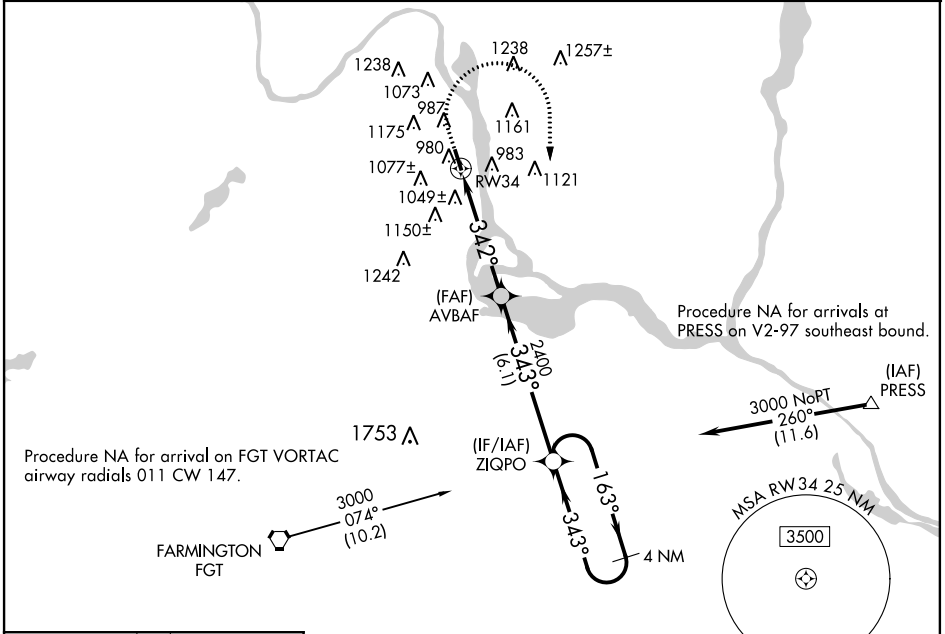 1238
1238
1257±
1073
987
1175
1161
980
983
RW34
1077±
1121
1049±
1150±
342°
1242
(FAF)
AVBAF
Procedure NA for arrivals at
PRESS on V2-97 southeast bound.
2400
343°
(6.1)
(IAF)
PRESS
3000 NoPT
260°
(11.6)
1753
(IF/IAF)
ZIQPO
Procedure NA for arrival on FGT VORTAC
airway radials 011 CW 147.
163°
343°
4 NM
3000
074°
(10.2)
FARMINGTON
FGT
MSA RW34 25 NM
3500